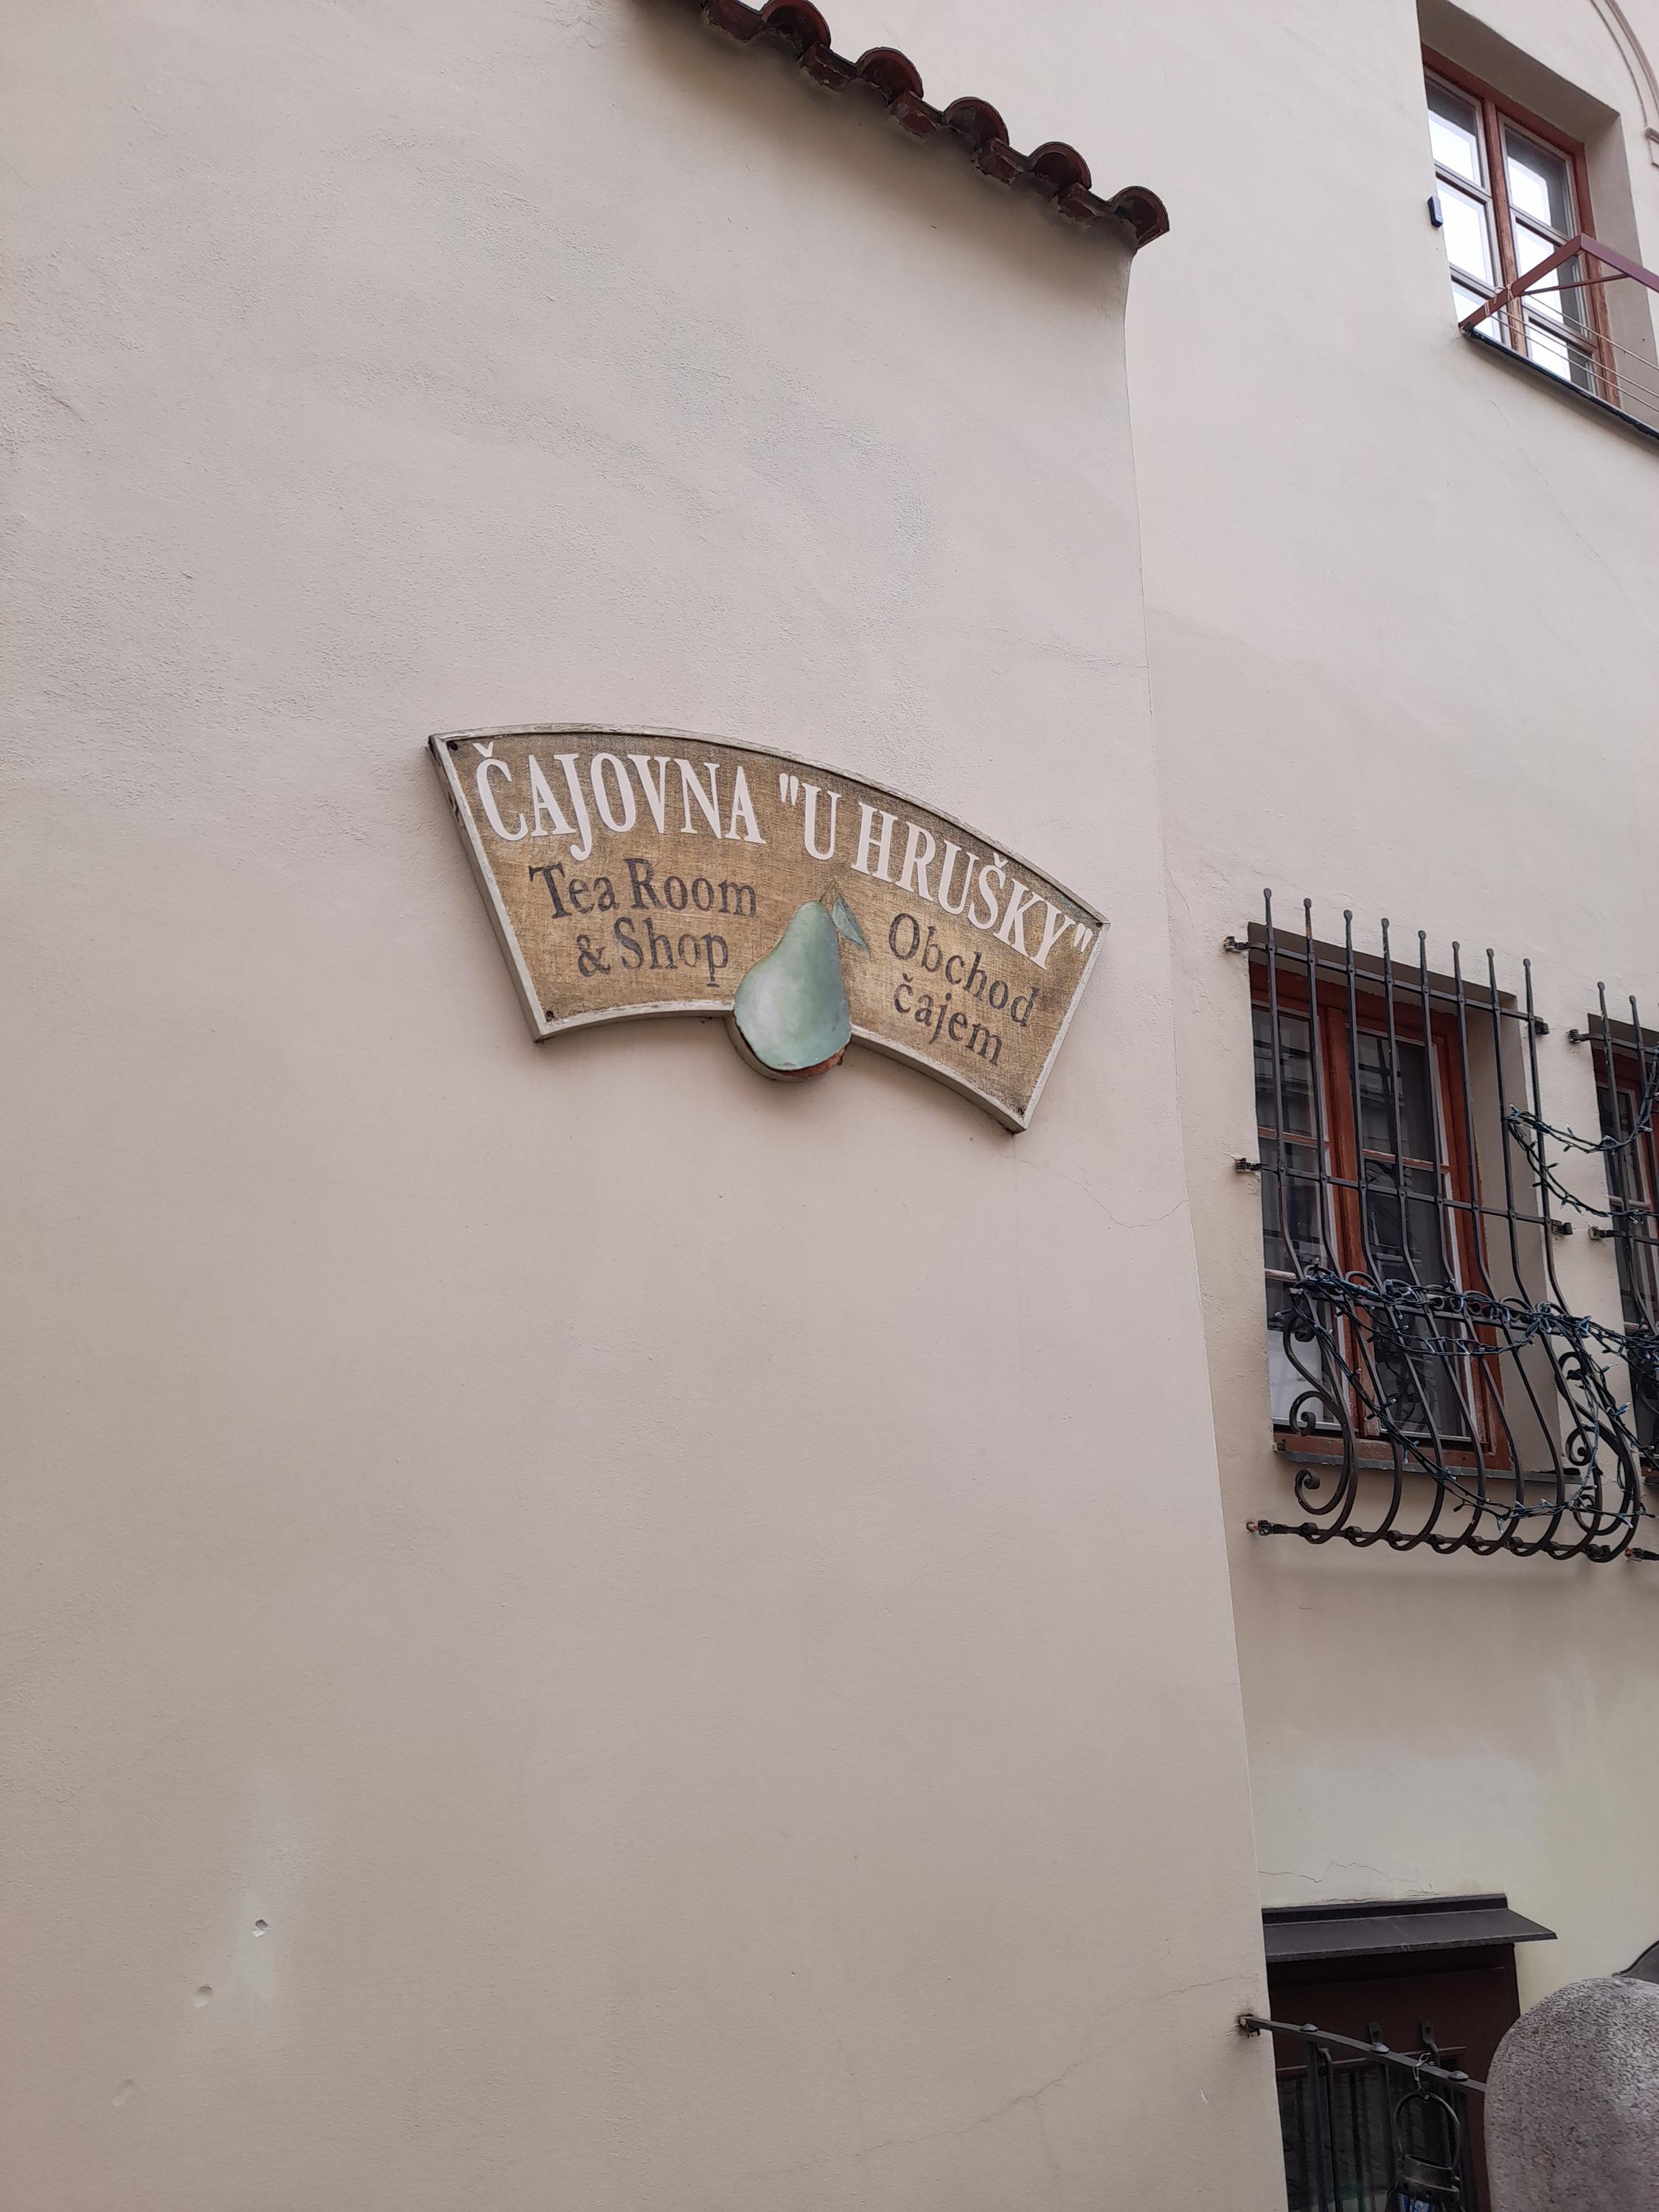 ČAJOVNA "U HRUŠKY"
Tea Room
& Shop
Obchod
čajem